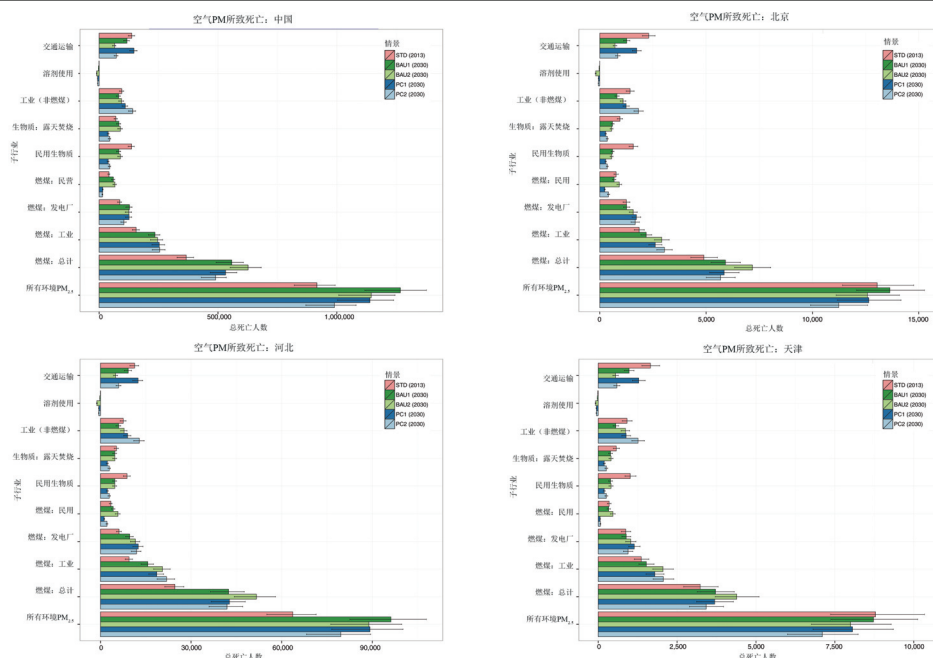 空气PM所致死亡：中国
交通运输
溶剂使用
工业（非燃煤）
生物质：露天焚烧
民用生物质
燃煤：民营
燃煤：发电厂
燃煤：工业
燃煤：总计
所有环境PM2.5
子行业
0 500,000 1,000,000
总死亡人数
情景
STD (2013)
BAU1 (2030)
BAU2 (2030)
PC1 (2030)
PC2 (2030)
空气PM所致死亡：北京
交通运输
溶剂使用
工业（非燃煤）
生物质：露天焚烧
民用生物质
燃煤：民用
燃煤：发电厂
燃煤：工业
燃煤：总计
所有环境PM2.5
0 5,000 10,000 15,000
总死亡人数
情景
STD (2013)
BAU1 (2030)
BAU2 (2030)
PC1 (2030)
PC2 (2030)
空气PM所致死亡：河北
交通运输
溶剂使用
工业（非燃煤）
生物质：露天焚烧
民用生物质
燃煤：民用
燃煤：发电厂
燃煤：工业
燃煤：总计
所有环境PM2.5
子行业
0 30,000 60,000 90,000
总死亡人数
情景
STD (2013)
BAU1 (2030)
BAU2 (2030)
PC1 (2030)
PC2 (2030)
空气PM所致死亡：天津
交通运输
溶剂使用
工业（非燃煤）
生物质：露天焚烧
民用生物质
燃煤：民用
燃煤：发电厂
燃煤：工业
燃煤：总计
所有环境PM2.5
0 2,500 5,000 7,500 10,000
总死亡人数
情景
STD (2013)
BAU1 (2030)
BAU2 (2030)
PC1 (2030)
PC2 (2030)